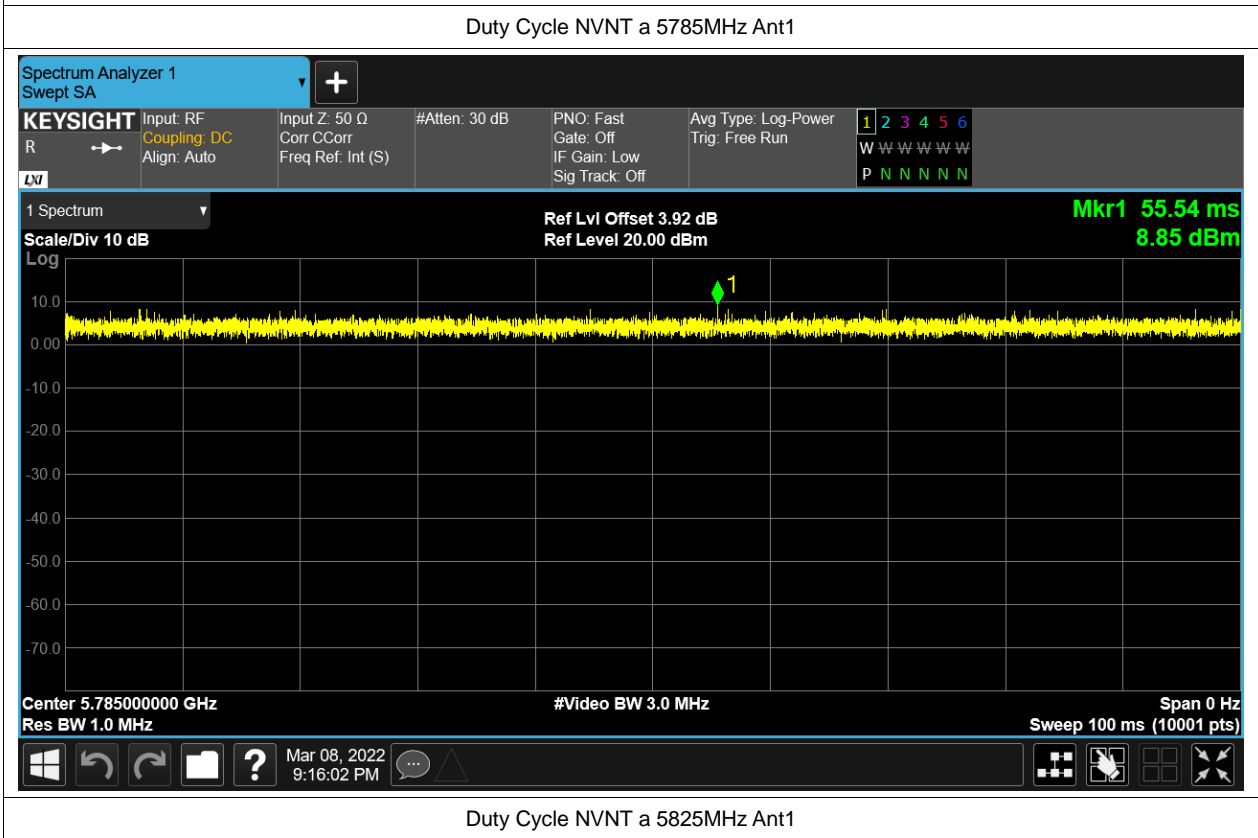 Duty Cycle NVNT a 5785MHz Ant1
Spectrum Analyzer 1
Swept SA
KEYSIGHT
R
LXI
Input: RF
Coupling: DC
Align: Auto
Input Z: 50 Ω
Corr CCorr
Freq Ref: Int (S)
#Atten: 30 dB
PNO: Fast
Gate: Off
IF Gain: Low
Sig Track: Off
Avg Type: Log-Power
Trig: Free Run
1 2 3 4 5 6
W W W W W W
P N N N N N
1 Spectrum
Scale/Div 10 dB
Ref Lvl Offset 3.92 dB
Ref Level 20.00 dBm
Mkr1 55.54 ms
8.85 dBm
Log
1
10.0
0.00
-10.0
-20.0
-30.0
-40.0
-50.0
-60.0
-70.0
Center 5.785000000 GHz
#Video BW 3.0 MHz
Span 0 Hz
Res BW 1.0 MHz
Sweep 100 ms (10001 pts)
?
Mar 08, 2022
9:16:02 PM
Duty Cycle NVNT a 5825MHz Ant1